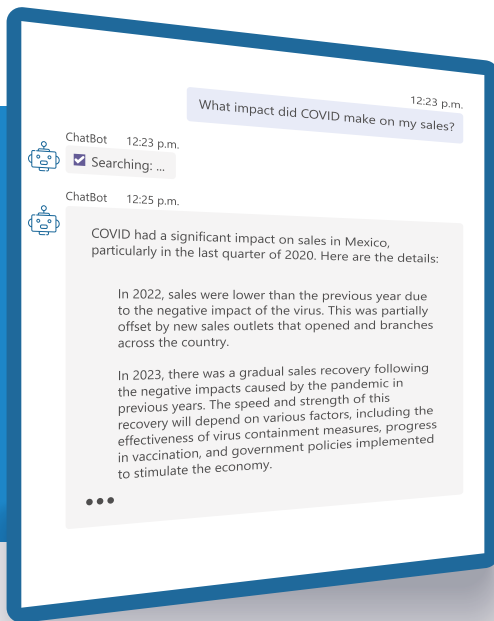 12:23 p.m.
What impact did COVID make on my sales?
ChatBot 12:23 p.m.
Searching: ...
ChatBot 12:25 p.m.
COVID had a significant impact on sales in Mexico,
particularly in the last quarter of 2020. Here are the details:
In 2022, sales were lower than the previous year due
to the negative impact of the virus. This was partially
offset by new sales outlets that opened and branches
across the country.
In 2023, there was a gradual sales recovery following
the negative impacts caused by the pandemic in
previous years. The speed and strength of this
recovery will depend on various factors, including the
effectiveness of virus containment measures, progress
in vaccination, and government policies implemented
to stimulate the economy.